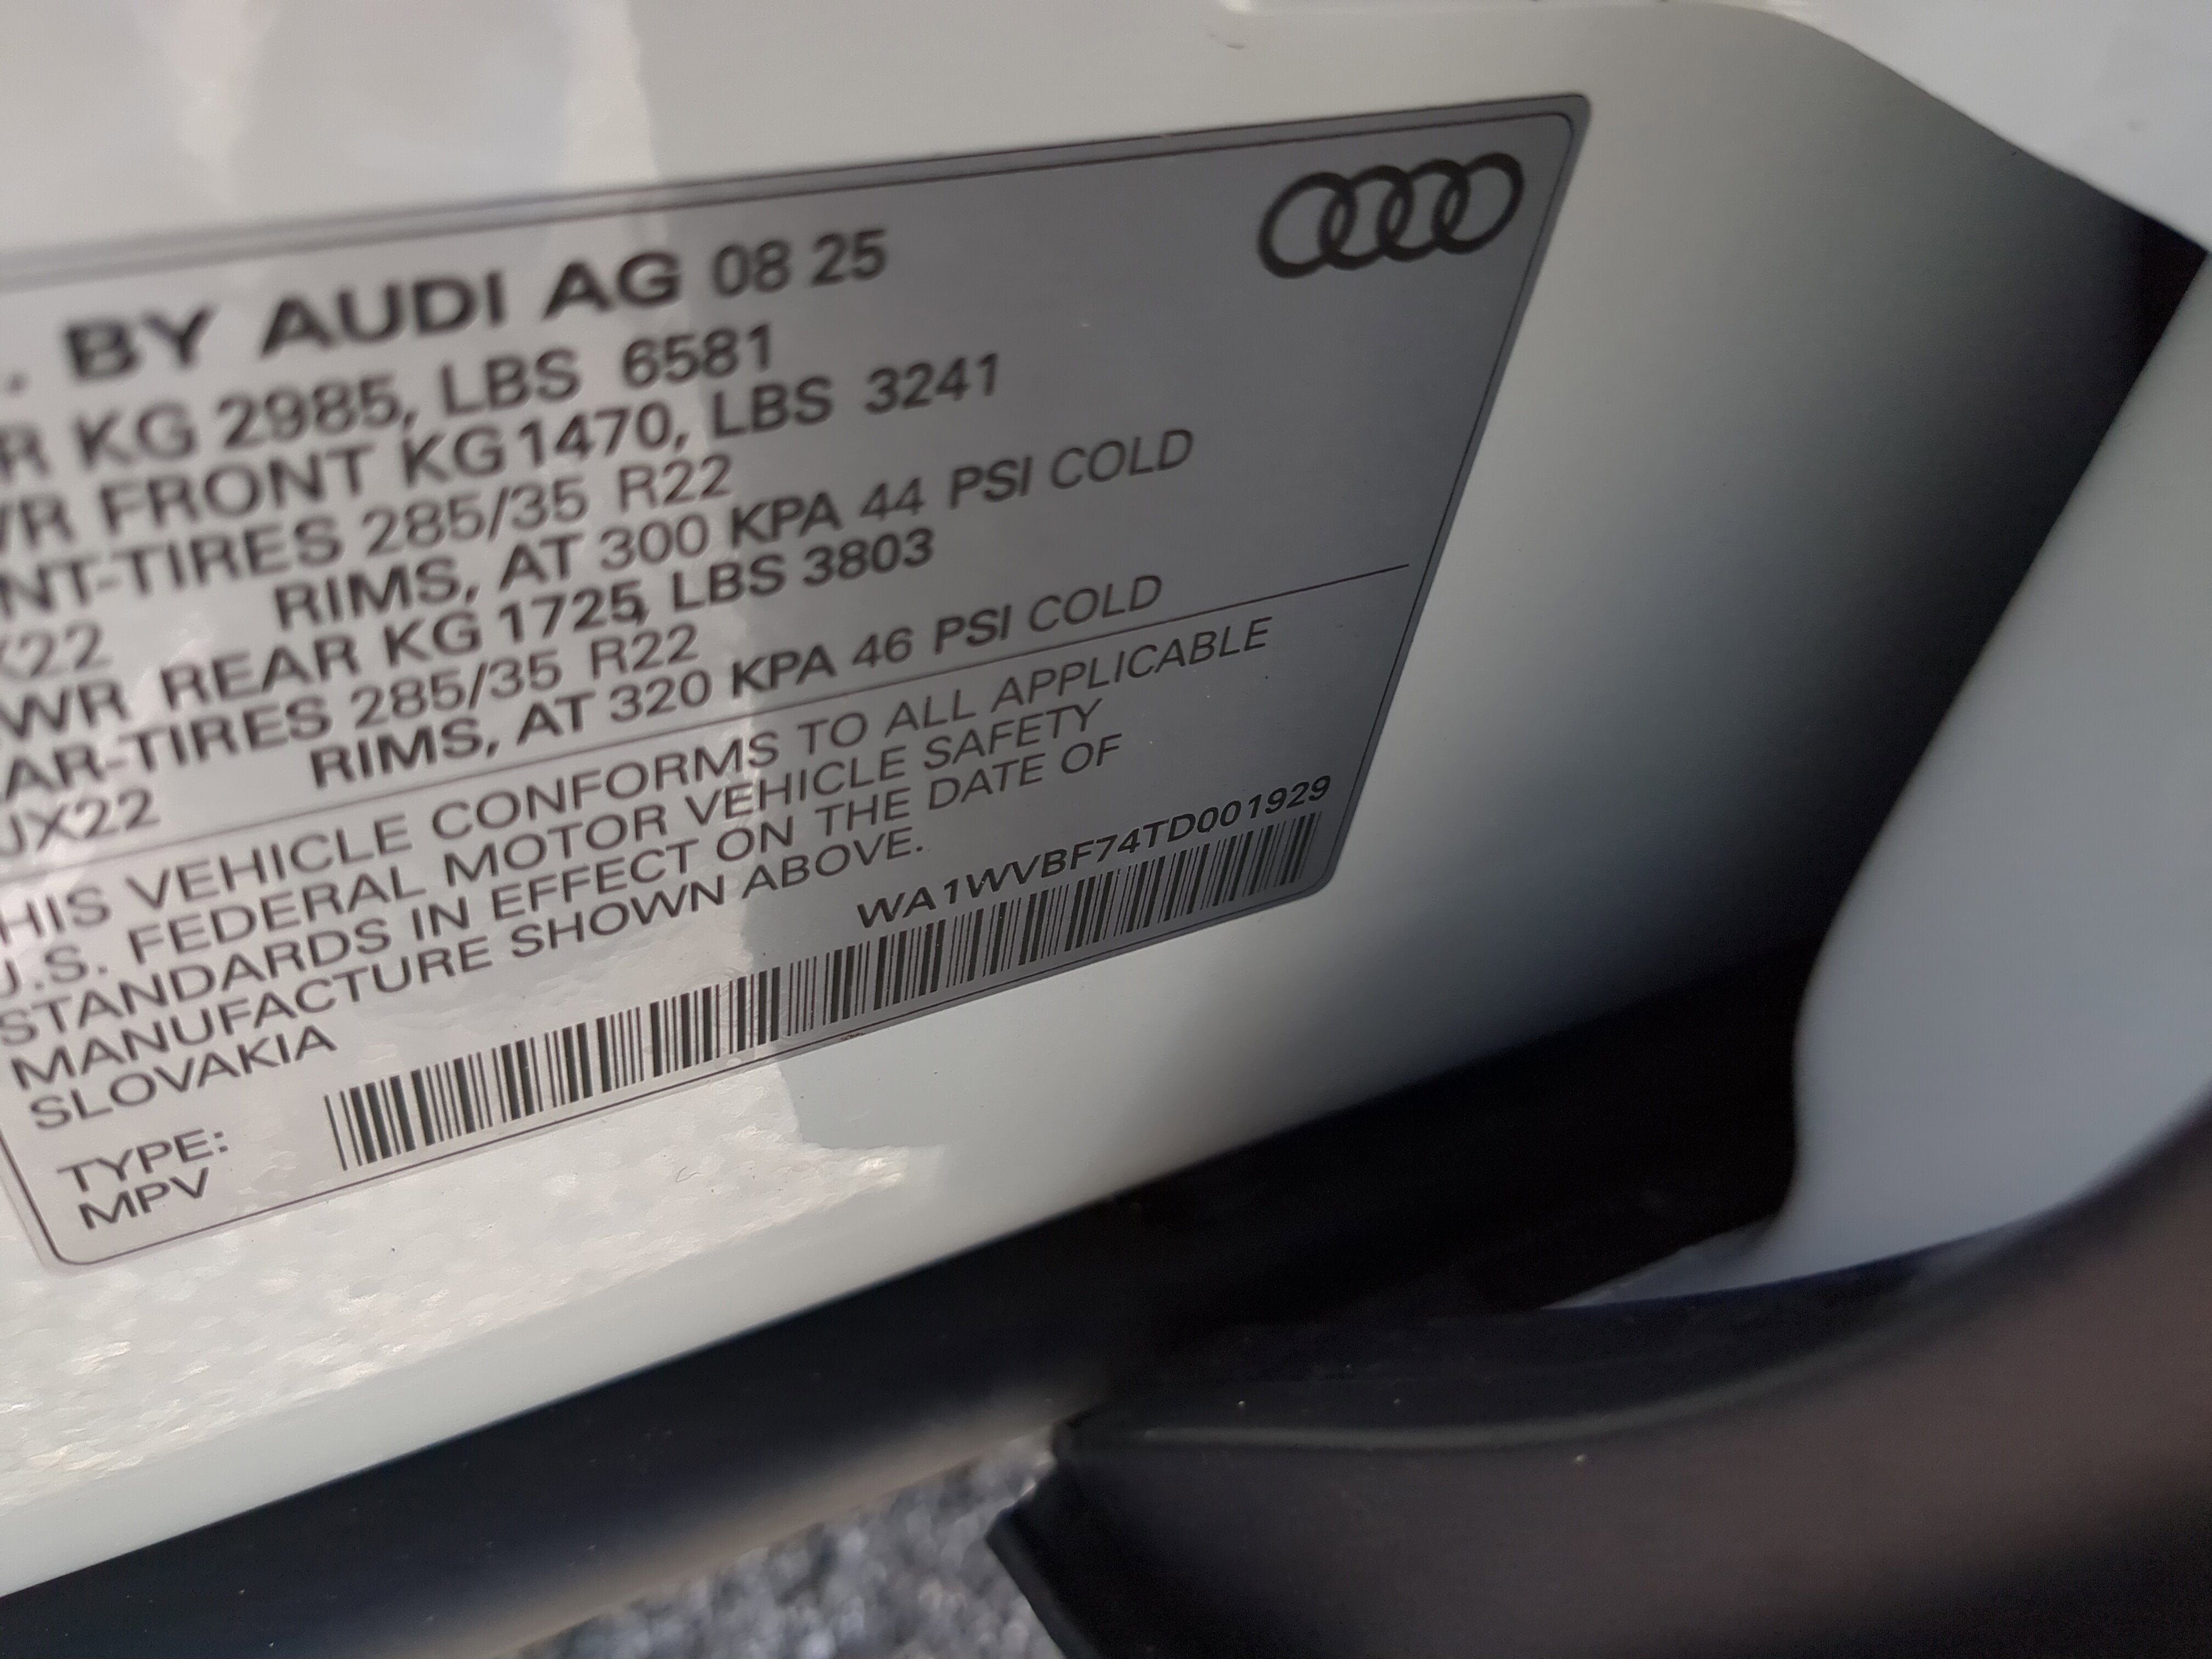 . BY AUDI AG 08 25
R KG 2985, LBS 6581
WR FRONT KG 1470, LBS 3241
NT-TIRES 285/35 R22
X22 RIMS, AT 300 KPA 44 PSI COLD
WR REAR KG 1725, LBS 3803
AR-TIRES 285/35 R22
JX22 RIMS, AT 320 KPA 46 PSI COLD
HIS VEHICLE CONFORMS TO ALL APPLICABLE
U.S. FEDERAL MOTOR VEHICLE SAFETY
STANDARDS IN EFFECT ON THE DATE OF
MANUFACTURE SHOWN ABOVE.
SLOVAKIA
WA1WVBF74TD001929
TYPE:
MPV